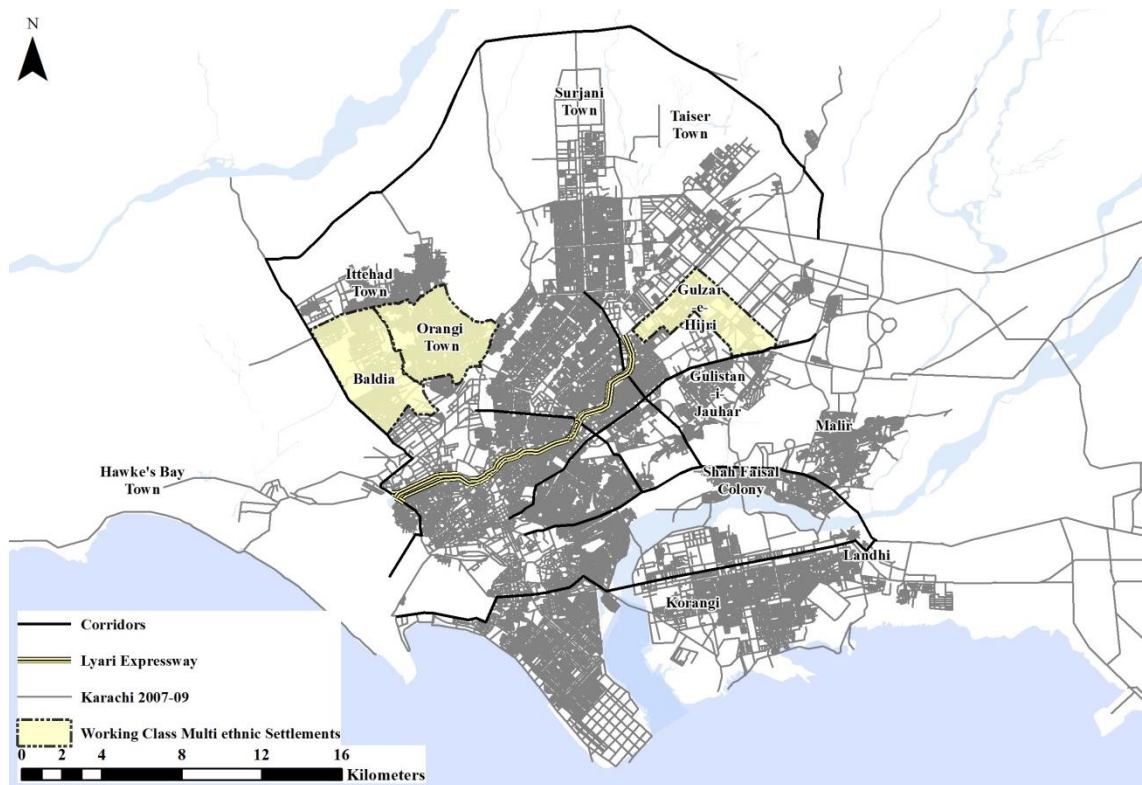 N
Surjani
Town
Taiser
Town
Ittehad
Town
Gulzar
-e-
Hijri
Orangi
Town
Baldia
Gulistan
-i-
Jauhar
Malir
Hawke's Bay
Town
Shah Faisal
Colony
Landhi
Korangi
Corridors
Lyari Expressway
Karachi 2007-09
Working Class Multi ethnic Settlements
0 2 4 8 12 16
Kilometers